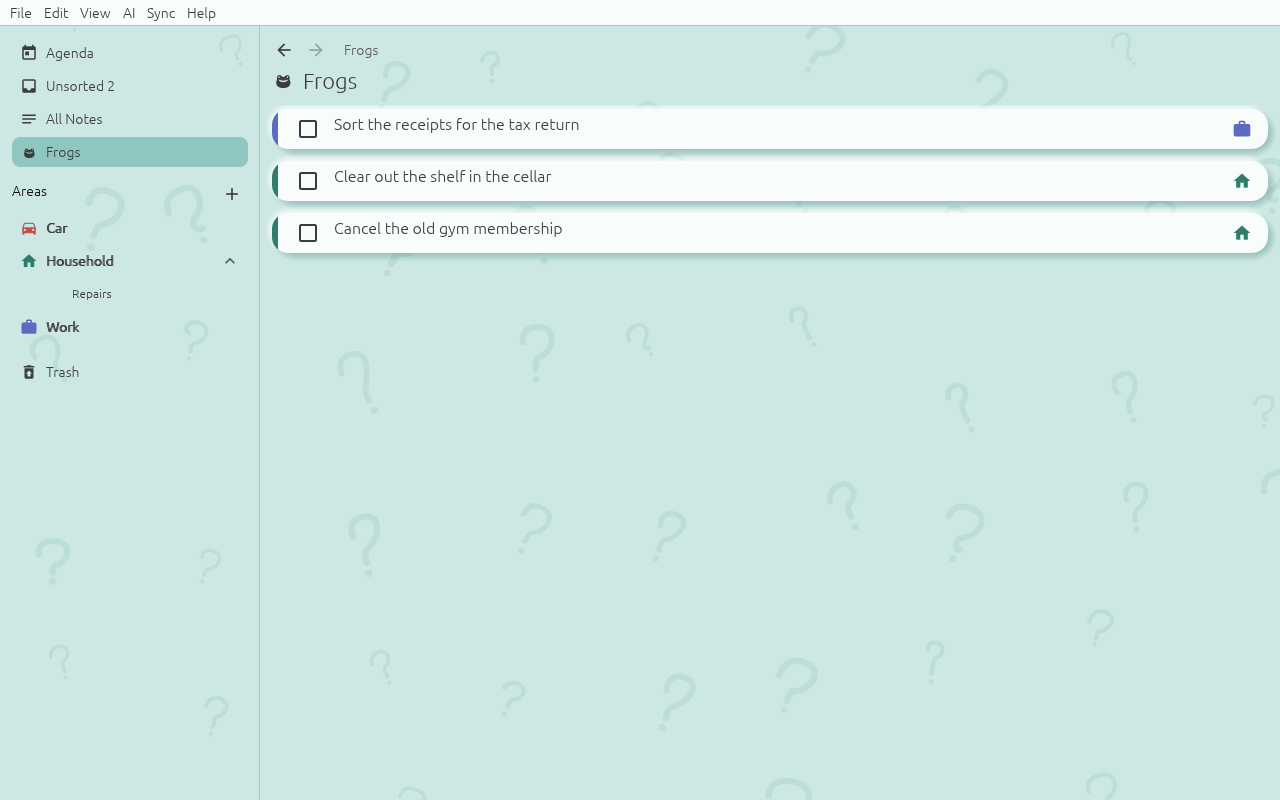 File Edit View AI Sync Help
Agenda
Unsorted 2
All Notes
Frogs
Areas
Car
Household
Repairs
Work
Trash
Frogs
Frogs
Sort the receipts for the tax return
Clear out the shelf in the cellar
Cancel the old gym membership